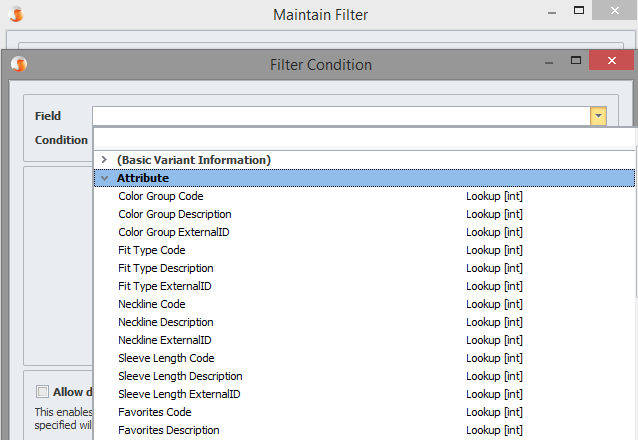 Maintain Filter
Filter Condition
Field
Condition
(Basic Variant Information)
Attribute
Color Group Code Lookup [int]
Color Group Description Lookup [int]
Color Group ExternalID Lookup [int]
Fit Type Code Lookup [int]
Fit Type Description Lookup [int]
Fit Type ExternalID Lookup [int]
Neckline Code Lookup [int]
Neckline Description Lookup [int]
Neckline ExternalID Lookup [int]
Sleeve Length Code Lookup [int]
Sleeve Length Description Lookup [int]
Sleeve Length ExternalID Lookup [int]
Favorites Code Lookup [int]
Favorites Description Lookup [int]
Allow d
This enables
specified wil